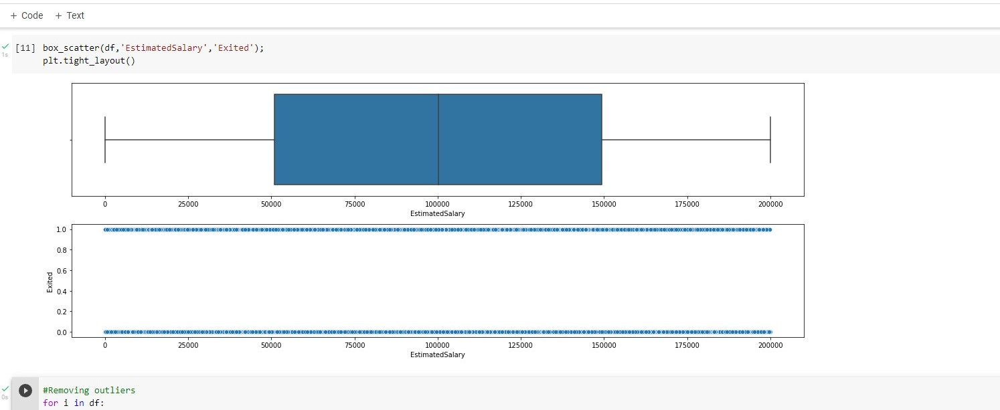 + Code + Text
[11] box_scatter(df,'EstimatedSalary','Exited');
1s
plt.tight_layout()
0 25000 50000 75000 100000 125000 150000 175000 200000
EstimatedSalary
1.0
0.8
0.6
Exited
0.4
0.2
0.0
0 25000 50000 75000 100000 125000 150000 175000 200000
EstimatedSalary
#Removing outliers
0s
for i in df: